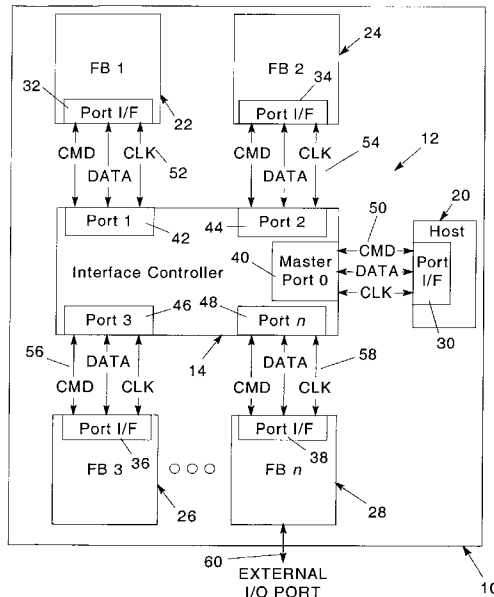 FB 1
FB 2
24
32
Port I/F
22
34
Port I/F
CMD
DATA
CLK
52
CMD
DATA
CLK
54
12
Port 1
42
44
Port 2
50
20
Host
Interface Controller
40
Master
Port 0
CMD
DATA
CLK
Port
I/F
30
46
Port 3
48
Port n
14
56
CMD
DATA
CLK
CMD
DATA
CLK
58
Port I/F
36
FB 3
26
Port I/F
38
FB n
28
60
EXTERNAL
I/O PORT
10